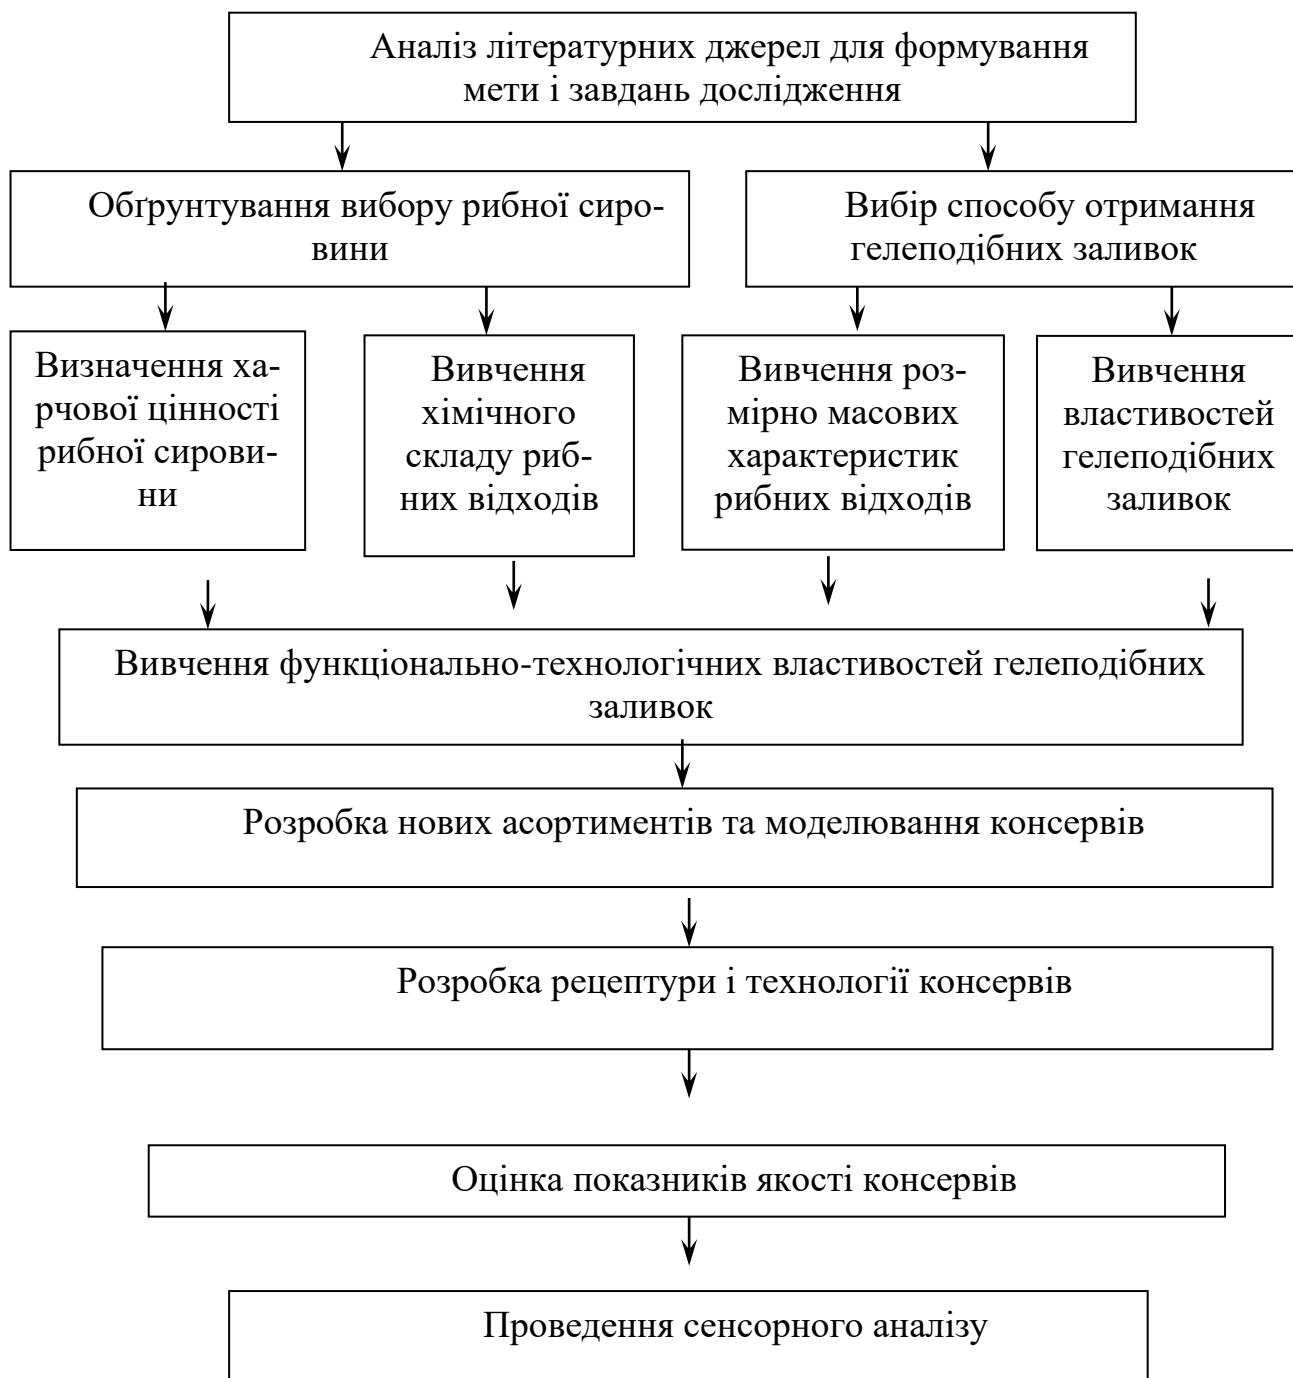 Аналіз літературних джерел для формування
мети і завдань дослідження
Обґрунтування вибору рибної сиро-
вини
Вибір способу отримання
гелеподібних заливок
Визначення ха-
рчової цінності
рибної сирови-
ни
Вивчення
хімічного
складу риб-
них відходів
Вивчення роз-
мірно масових
характеристик
рибних відходів
Вивчення
властивостей
гелеподібних
заливок
Вивчення функціонально-технологічних властивостей гелеподібних
заливок
Розробка нових асортиментів та моделювання консервів
Розробка рецептури і технології консервів
Оцінка показників якості консервів
Проведення сенсорного аналізу